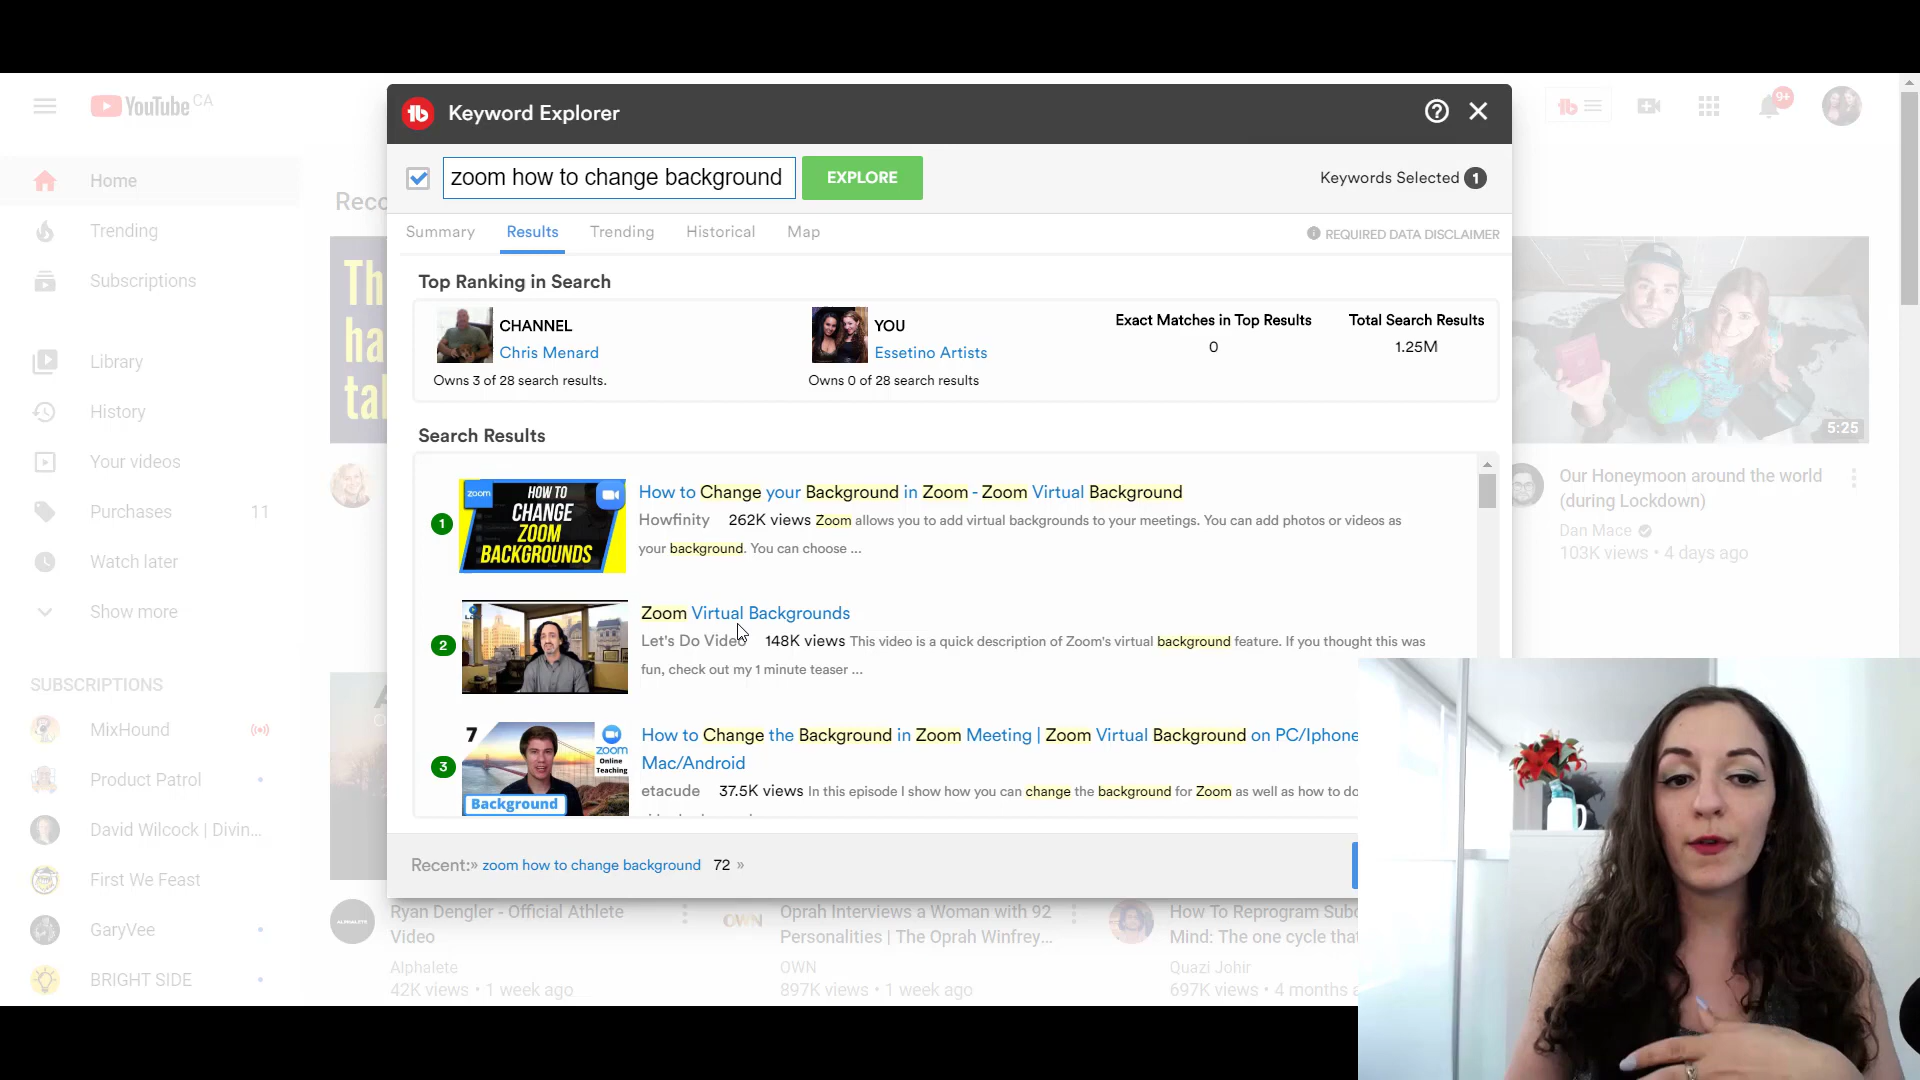 YouTube CA
Home
Trending
Subscriptions
Library
History
Your videos
Purchases 11
Watch later
Show more
SUBSCRIPTIONS
MixHound
Product Patrol
David Wilcock | Divin...
First We Feast
GaryVee
BRIGHT SIDE
tb Keyword Explorer
zoom how to change background EXPLORE
Keywords Selected 1
Summary Results Trending Historical Map
REQUIRED DATA DISCLAIMER
Top Ranking in Search
CHANNEL
Chris Menard
Owns 3 of 28 search results.
YOU
Essetino Artists
Owns 0 of 28 search results
Exact Matches in Top Results
0
Total Search Results
1.25M
Search Results
1
zoom
HOW TO
CHANGE
ZOOM
BACKGROUNDS
How to Change your Background in Zoom - Zoom Virtual Background
Howfinity 262K views Zoom allows you to add virtual backgrounds to your meetings. You can add photos or videos as
your background. You can choose ...
2
Zoom Virtual Backgrounds
Let's Do Video 148K views This video is a quick description of Zoom's virtual background feature. If you thought this was
fun, check out my 1 minute teaser ...
3
7
zoom
Online
Teaching
Background
How to Change the Background in Zoom Meeting | Zoom Virtual Background on PC/Iphone
Mac/Android
etacude 37.5K views In this episode I show how you can change the background for Zoom as well as how to do
Recent:» zoom how to change background 72 »
9+
5:25
Our Honeymoon around the world
(during Lockdown)
Dan Mace
103K views • 4 days ago
Ryan Dengler - Official Athlete
Video
Alphalete
42K views • 1 week ago
OWN
Oprah Interviews a Woman with 92
Personalities | The Oprah Winfrey...
OWN
897K views • 1 week ago
How To Reprogram Subc
Mind: The one cycle that
Quazi Johir
697K views • 4 months a